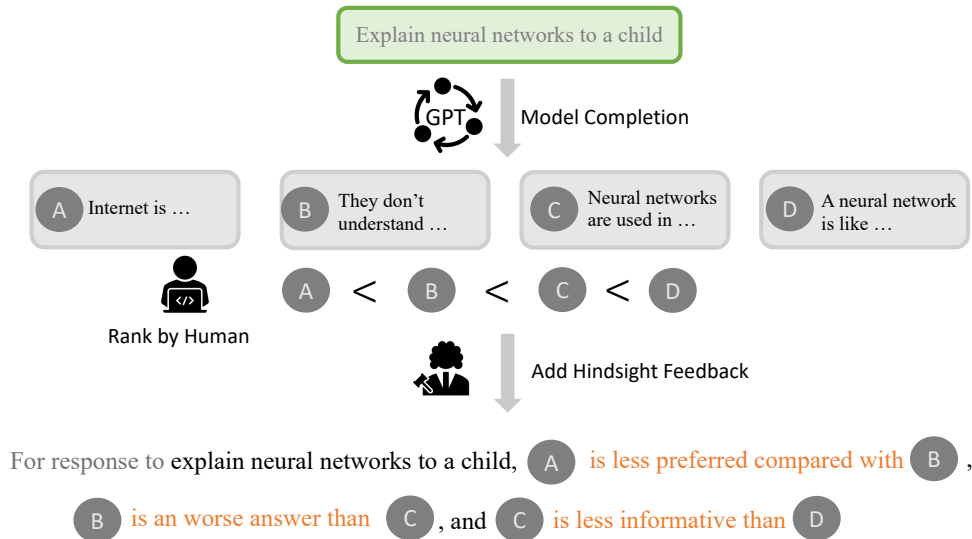 Explain neural networks to a child
GPT
Model Completion
A Internet is …
B They don’t
understand …
C Neural networks
are used in …
D A neural network
is like …
</>
Rank by Human
A < B < C < D
Add Hindsight Feedback
For response to explain neural networks to a child, A is less preferred compared with B ,
B is an worse answer than C , and C is less informative than D